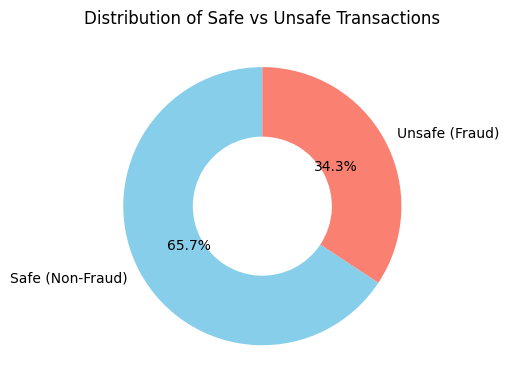 Distribution of Safe vs Unsafe Transactions
Unsafe (Fraud)
34.3%
65.7%
Safe (Non-Fraud)